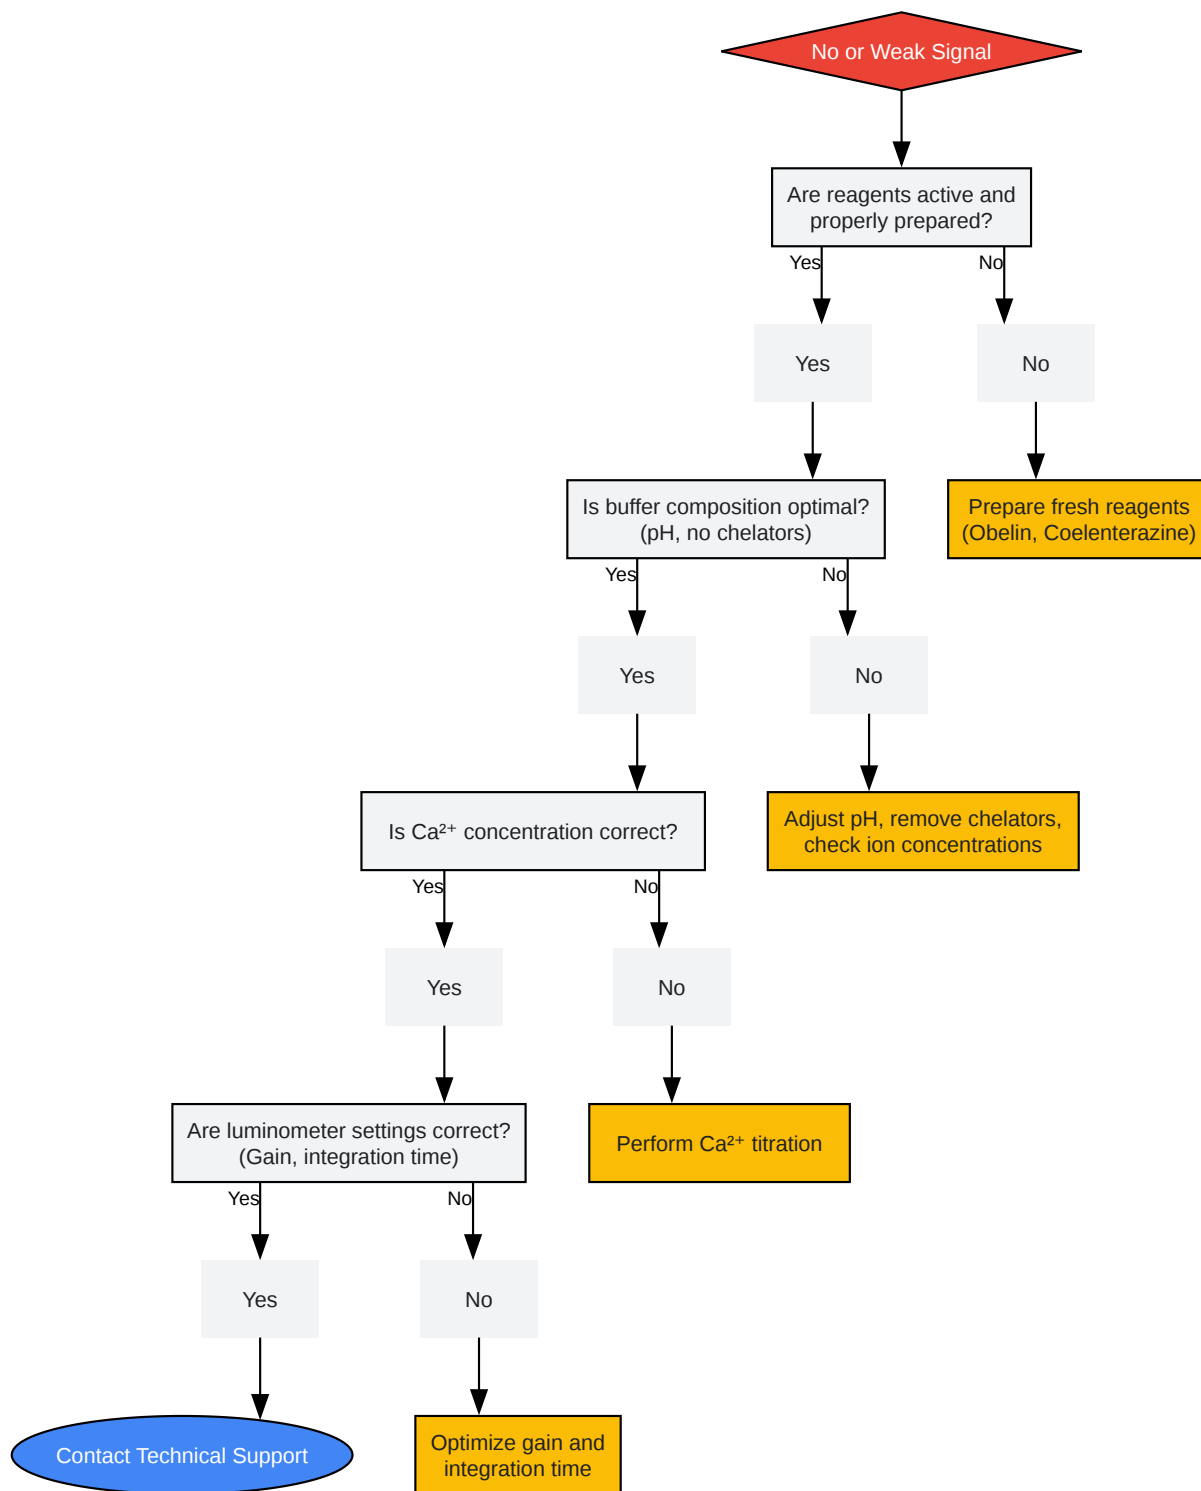 No or Weak Signal
Are reagents active and
properly prepared?
Yes
No
Yes
No
Is buffer composition optimal?
(pH, no chelators)
Prepare fresh reagents
(Obelin, Coelenterazine)
Yes
No
Yes
No
Is Ca²⁺ concentration correct?
Adjust pH, remove chelators,
check ion concentrations
Yes
No
Yes
No
Are luminometer settings correct?
(Gain, integration time)
Perform Ca²⁺ titration
Yes
No
Yes
No
Contact Technical Support
Optimize gain and
integration time